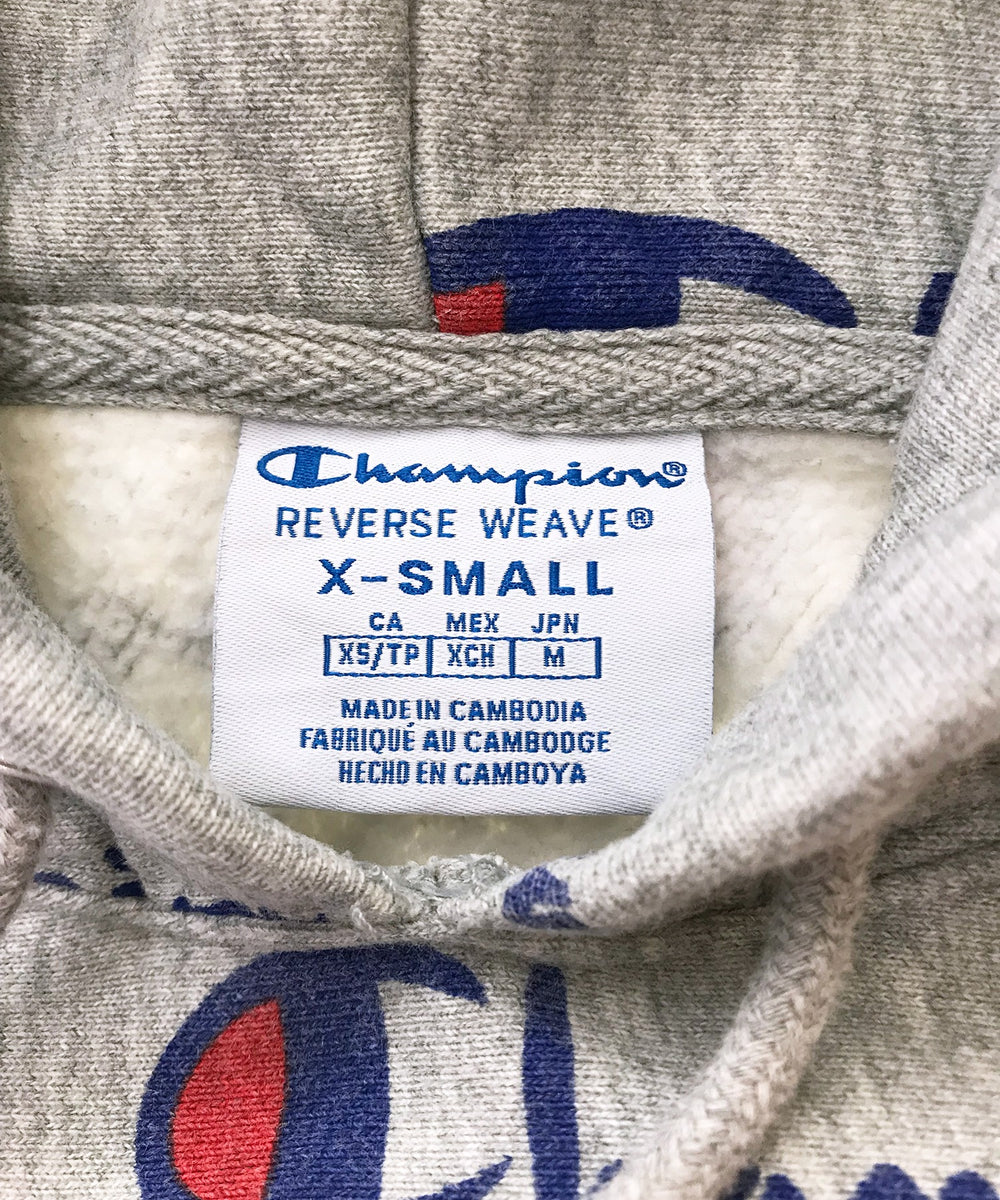 Champion®
REVERSE WEAVE®
X-SMALL
CA MEX JPN
XS/TP XCH M
MADE IN CAMBODIA
FABRIQUÉ AU CAMBODGE
HECHO EN CAMBOYA